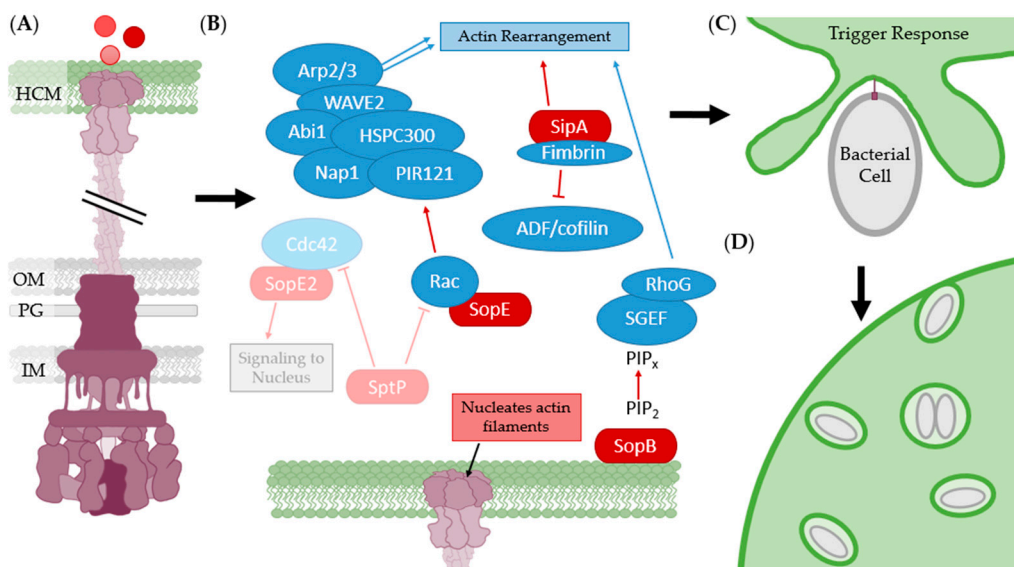 (A)
HCM
OM
PG
IM
(B)
Actin Rearrangement
Arp2/3
WAVE2
Abi1
HSPC300
Nap1
PIR121
SipA
Fimbrin
ADF/cofilin
Cdc42
SopE2
Rac
SopE
Signaling to
Nucleus
SptP
RhoG
SGEF
PIPx
PIP2
SopB
Nucleates actin
filaments
(C)
Trigger Response
Bacterial
Cell
(D)